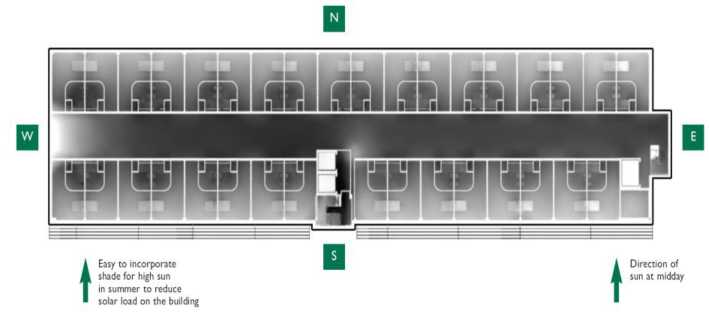 N
W
E
S
Easy to incorporate
shade for high sun
in summer to reduce
solar load on the building
Direction of
sun at midday